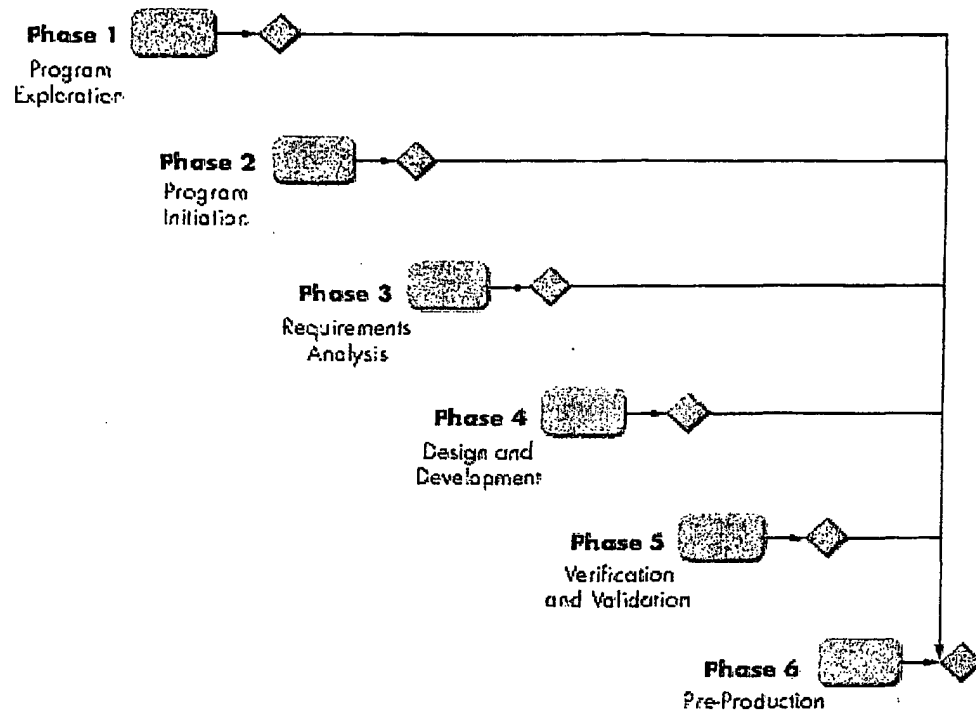 Phase 1
Program
Exploration
Phase 2
Program
Initiation
Phase 3
Requirements
Analysis
Phase 4
Design and
Development
Phase 5
Verification
and Validation
Phase 6
Pre-Production